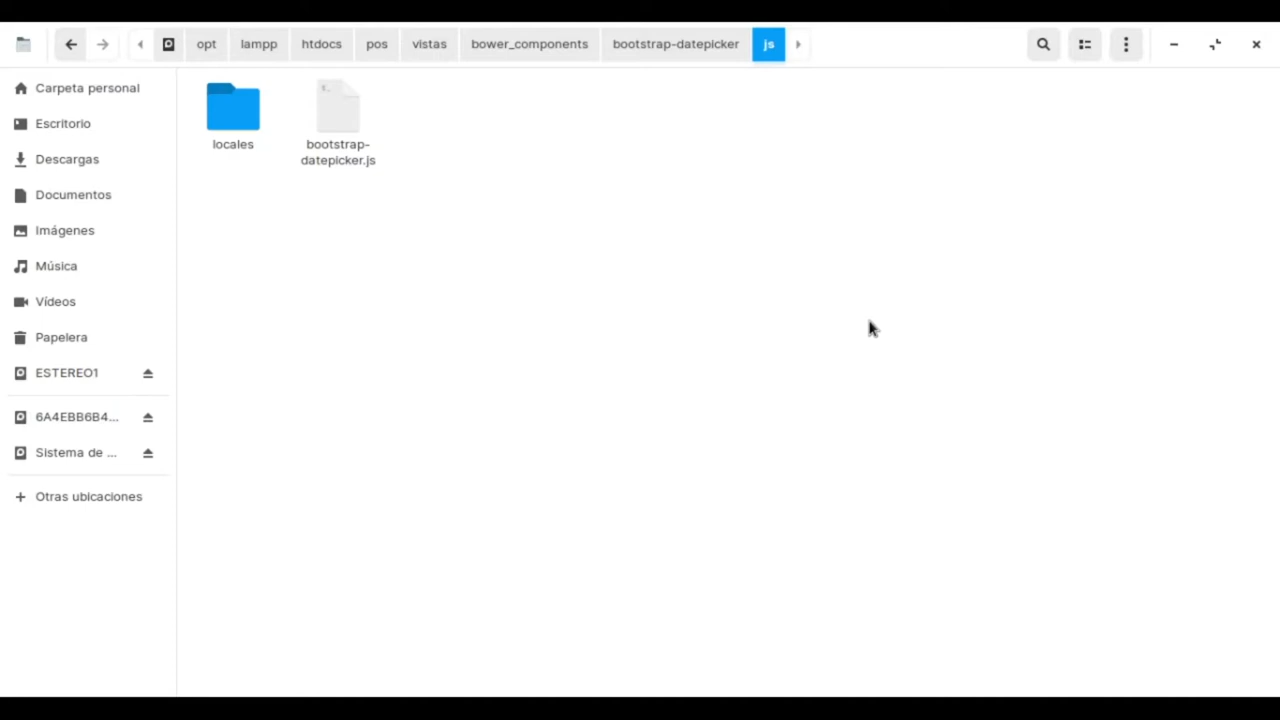 opt lampp htdocs pos vistas bower_components bootstrap-datepicker js
Carpeta personal
Escritorio
Descargas
Documentos
Imágenes
Música
Vídeos
Papelera
ESTEREO1
6A4EBB6B4...
Sistema de ...
Otras ubicaciones
locales
bootstrap-
datepicker.js